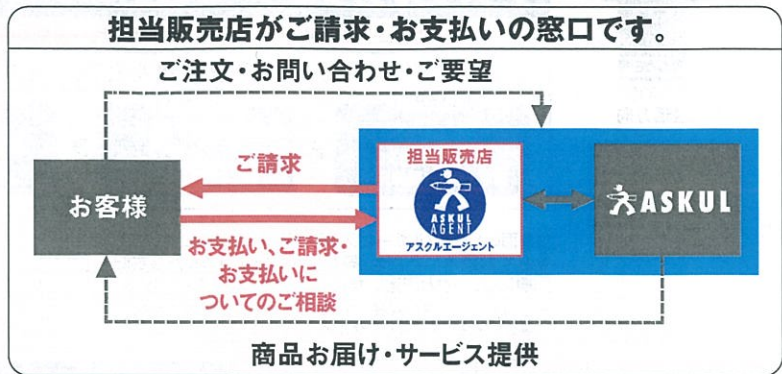 担当販売店がご請求・お支払いの窓口です。
ご注文・お問い合わせ・ご要望
お客様
ご請求
お支払い、ご請求・
お支払いに
ついてのご相談
担当販売店
ASKUL
AGENT
アスクルエージェント
ASKUL
商品お届け・サービス提供